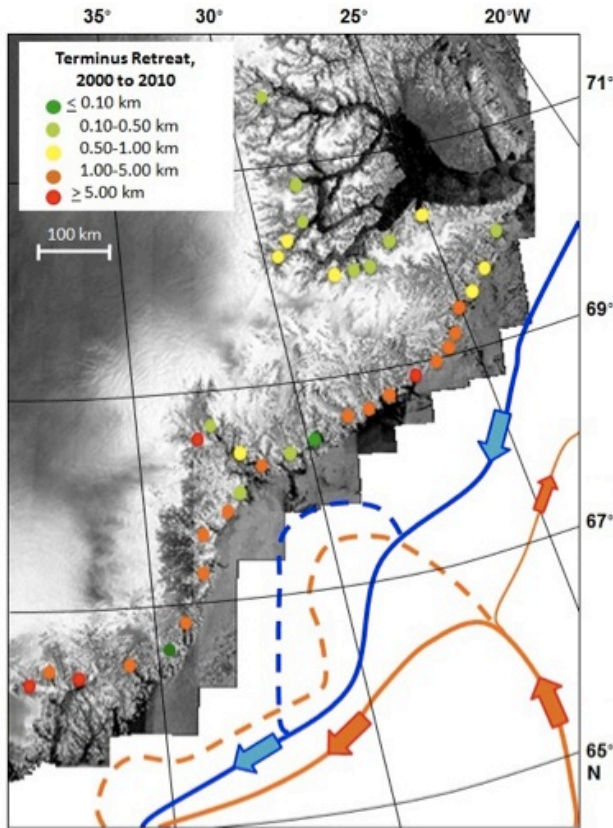 35°
30°
25°
20°W
Terminus Retreat,
2000 to 2010
≤ 0.10 km
0.10-0.50 km
0.50-1.00 km
1.00-5.00 km
≥ 5.00 km
100 km
71°
69°
67°
65°
N